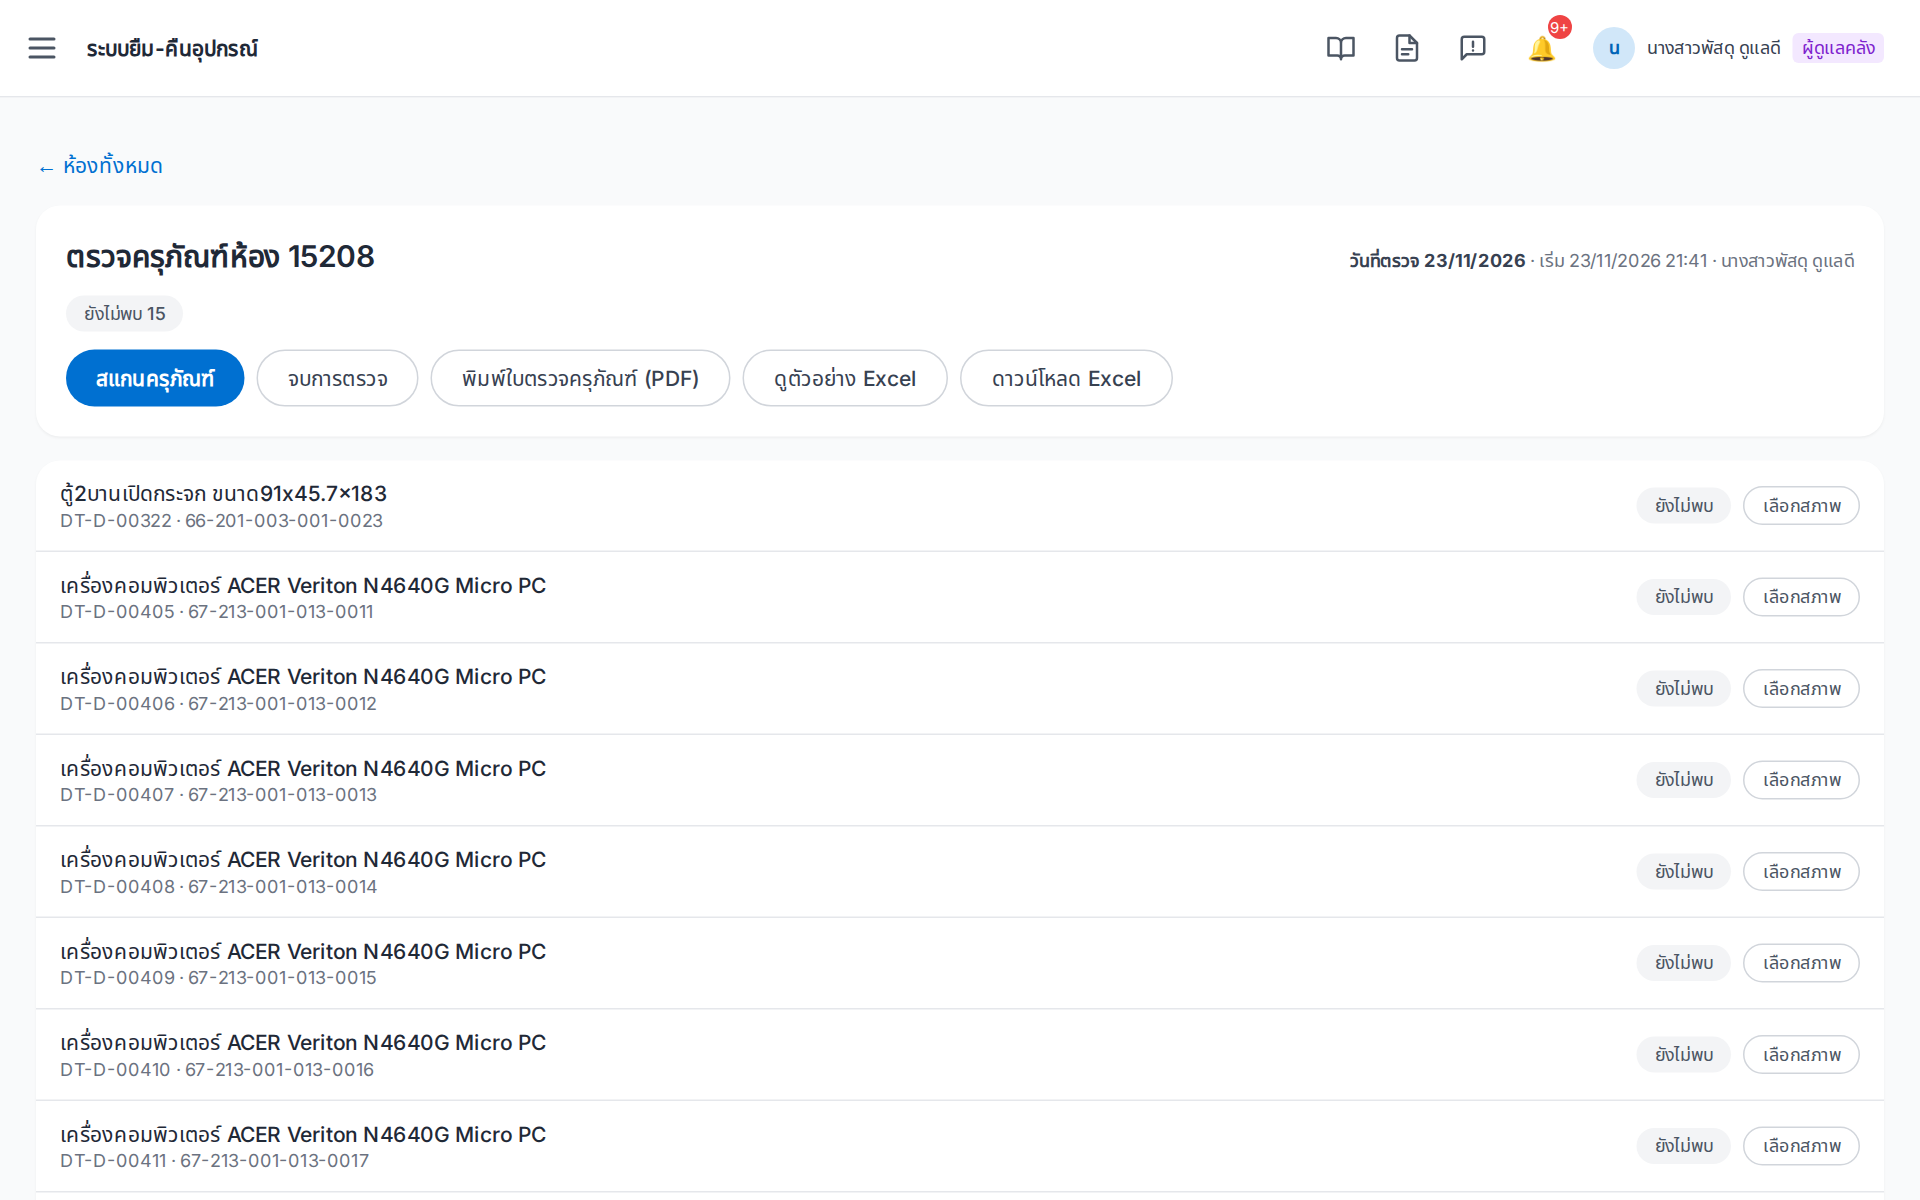 ระบบยืม-คืนอุปกรณ์
9+
น นางสาวพัสดุ ดูแลดี ผู้ดูแลคลัง
← ห้องทั้งหมด
ตรวจครุภัณฑ์ห้อง 15208
วันที่ตรวจ 23/11/2026 · เริ่ม 23/11/2026 21:41 · นางสาวพัสดุ ดูแลดี
ยังไม่พบ 15
สแกนครุภัณฑ์ จบการตรวจ พิมพ์ใบตรวจครุภัณฑ์ (PDF) ดูตัวอย่าง Excel ดาวน์โหลด Excel
ตู้2บานเปิดกระจก ขนาด91x45.7×183
DT-D-00322 · 66-201-003-001-0023
ยังไม่พบ เลือกสภาพ
เครื่องคอมพิวเตอร์ ACER Veriton N4640G Micro PC
DT-D-00405 · 67-213-001-013-0011
ยังไม่พบ เลือกสภาพ
เครื่องคอมพิวเตอร์ ACER Veriton N4640G Micro PC
DT-D-00406 · 67-213-001-013-0012
ยังไม่พบ เลือกสภาพ
เครื่องคอมพิวเตอร์ ACER Veriton N4640G Micro PC
DT-D-00407 · 67-213-001-013-0013
ยังไม่พบ เลือกสภาพ
เครื่องคอมพิวเตอร์ ACER Veriton N4640G Micro PC
DT-D-00408 · 67-213-001-013-0014
ยังไม่พบ เลือกสภาพ
เครื่องคอมพิวเตอร์ ACER Veriton N4640G Micro PC
DT-D-00409 · 67-213-001-013-0015
ยังไม่พบ เลือกสภาพ
เครื่องคอมพิวเตอร์ ACER Veriton N4640G Micro PC
DT-D-00410 · 67-213-001-013-0016
ยังไม่พบ เลือกสภาพ
เครื่องคอมพิวเตอร์ ACER Veriton N4640G Micro PC
DT-D-00411 · 67-213-001-013-0017
ยังไม่พบ เลือกสภาพ